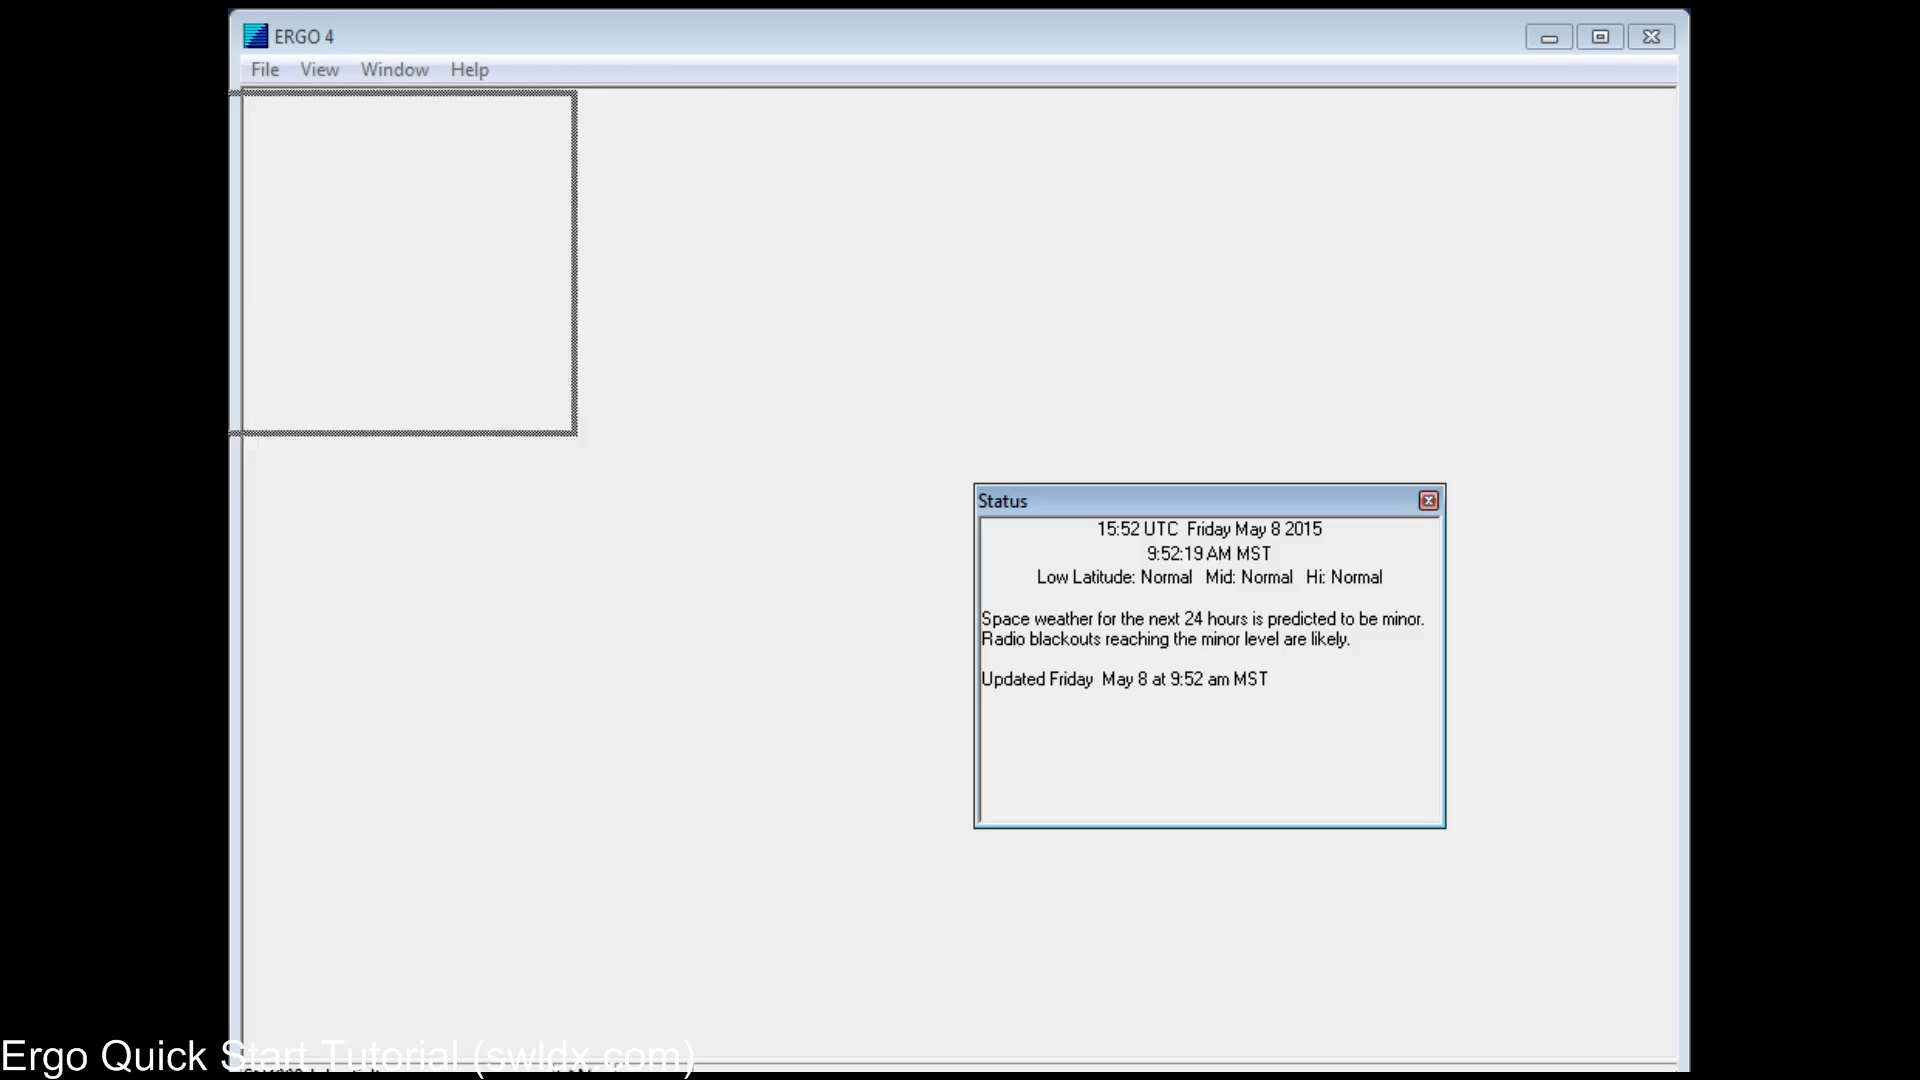 ERGO 4
File View Window Help
Status
15:52 UTC Friday May 8 2015
9:52:19 AM MST
Low Latitude: Normal Mid: Normal Hi: Normal
Space weather for the next 24 hours is predicted to be minor.
Radio blackouts reaching the minor level are likely.
Updated Friday May 8 at 9:52 am MST
Ergo Quick Start Tutorial (swldx.com)